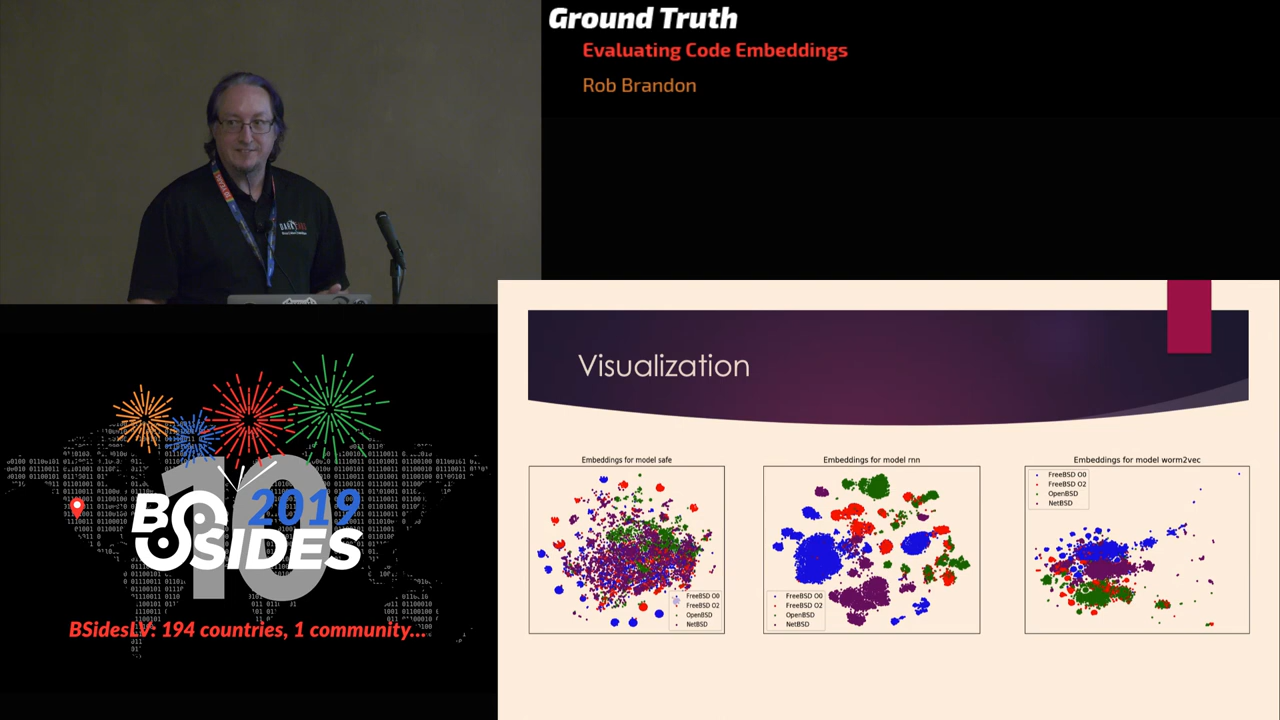 Ground Truth
Evaluating Code Embeddings
Rob Brandon
Visualization
Embeddings for model safe
FreeBSD O0
FreeBSD O2
OpenBSD
NetBSD
Embeddings for model rnn
FreeBSD O0
FreeBSD O2
OpenBSD
NetBSD
Embeddings for model worm2vec
FreeBSD O0
FreeBSD O2
OpenBSD
NetBSD
10
2019
BSIDES
BSidesLV: 194 countries, 1 community...